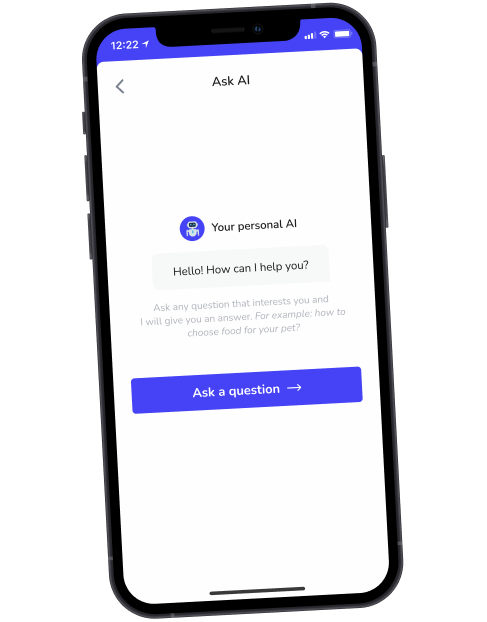 12:22
Ask AI
Your personal AI
Hello! How can I help you?
Ask any question that interests you and
I will give you an answer. For example: how to
choose food for your pet?
Ask a question